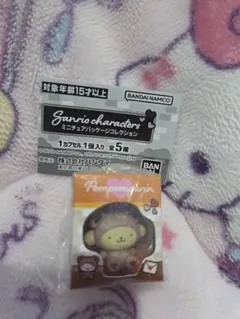 対象年齢15才以上
BANDAI NAMCO
Sanrio characters
ミニチュアパッケージコレクション
1カプセル1個入り 全5種
株式会社バンダイ
BAN
Pompompurin